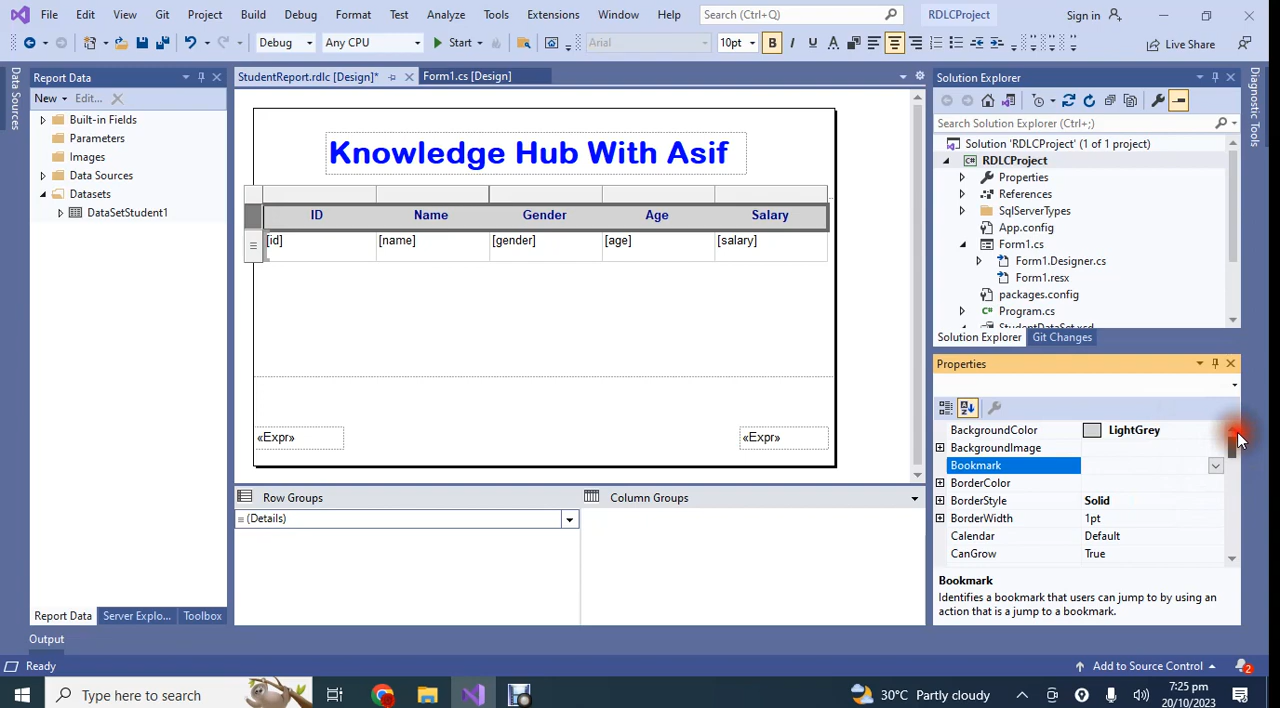 File Edit View Git Project Build Debug Format Test Analyze Tools Extensions Window Help Search (Ctrl+Q) RDLCProject Sign in
Debug Any CPU Start Arial 10pt B I U A Live Share
Data Sources
Report Data
New Edit...
Built-in Fields
Parameters
Images
Data Sources
Datasets
DataSetStudent1
Report Data Server Explo... Toolbox
StudentReport.rdlc [Design]* Form1.cs [Design]
Knowledge Hub With Asif
ID Name Gender Age Salary
[id] [name] [gender] [age] [salary]
«Expr» «Expr»
Row Groups Column Groups
(Details)
Solution Explorer
Search Solution Explorer (Ctrl+;)
Solution 'RDLCProject' (1 of 1 project)
RDLCProject
Properties
References
SqlServerTypes
App.config
Form1.cs
Form1.Designer.cs
Form1.resx
packages.config
Program.cs
StudentDataSet.xsd
Solution Explorer Git Changes
Properties
BackgroundColor LightGrey
BackgroundImage
Bookmark
BorderColor
BorderStyle Solid
BorderWidth 1pt
Calendar Default
CanGrow True
Bookmark
Identifies a bookmark that users can jump to by using an
action that is a jump to a bookmark.
Diagnostic Tools
Output
Ready Add to Source Control 2
Type here to search 30°C Partly cloudy 7:25 pm
20/10/2023